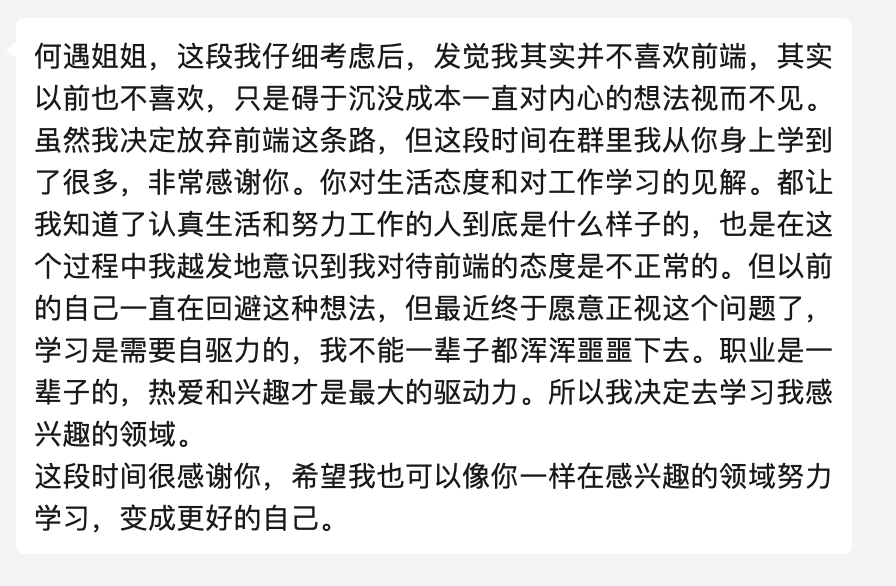 何遇姐姐，这段我仔细考虑后，发觉我其实并不喜欢前端，其实
以前也不喜欢，只是碍于沉没成本一直对内心的想法视而不见。
虽然我决定放弃前端这条路，但这段时间在群里我从你身上学到
了很多，非常感谢你。你对生活态度和对工作学习的见解。都让
我知道了认真生活和努力工作的人到底是什么样子的，也是在这
个过程中我越发地意识到我对待前端的态度是不正常的。但以前
的自己一直在回避这种想法，但最近终于愿意正视这个问题了，
学习是需要自驱力的，我不能一辈子都浑浑噩噩下去。职业是一
辈子的，热爱和兴趣才是最大的驱动力。所以我决定去学习我感
兴趣的领域。
这段时间很感谢你，希望我也可以像你一样在感兴趣的领域努力
学习，变成更好的自己。